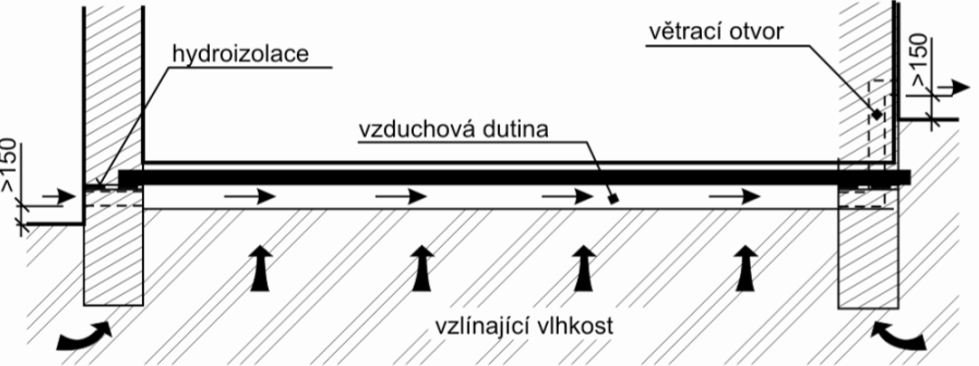 větrací otvor
hydroizolace
>150
vzduchová dutina
>150
vzlínající vlhkost